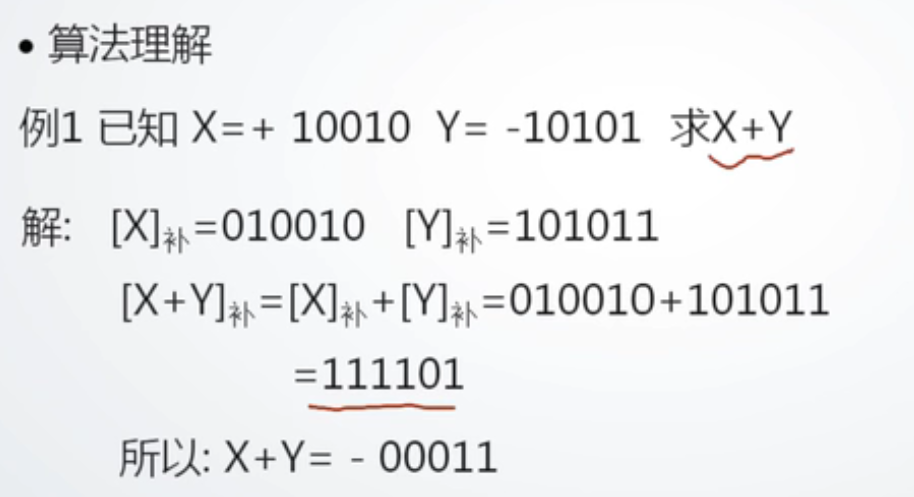 • 算法理解
例1 已知 X=+ 10010 Y= -10101 求X+Y
解: [X]补=010010 [Y]补=101011
[X+Y]补=[X]补+[Y]补=010010+101011
=111101
所以: X+Y= - 00011